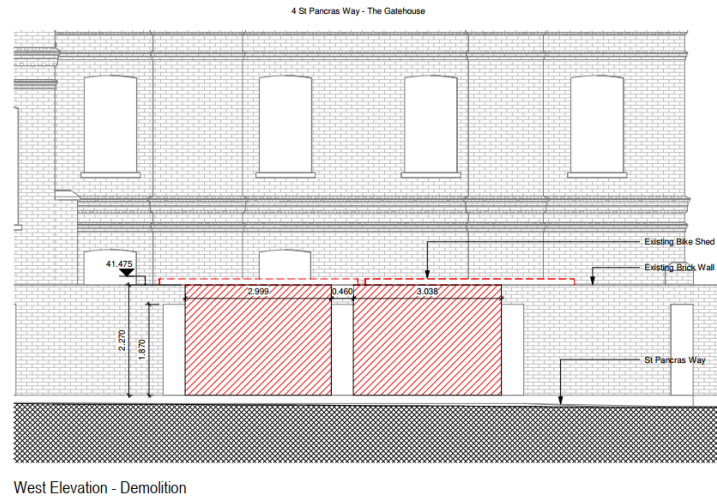 4 St Pancras Way - The Gatehouse
Existing Bike Shed
41.475
Existing Brick Wall
2.999
0.460
3.038
2.270
1.870
St Pancras Way
West Elevation - Demolition